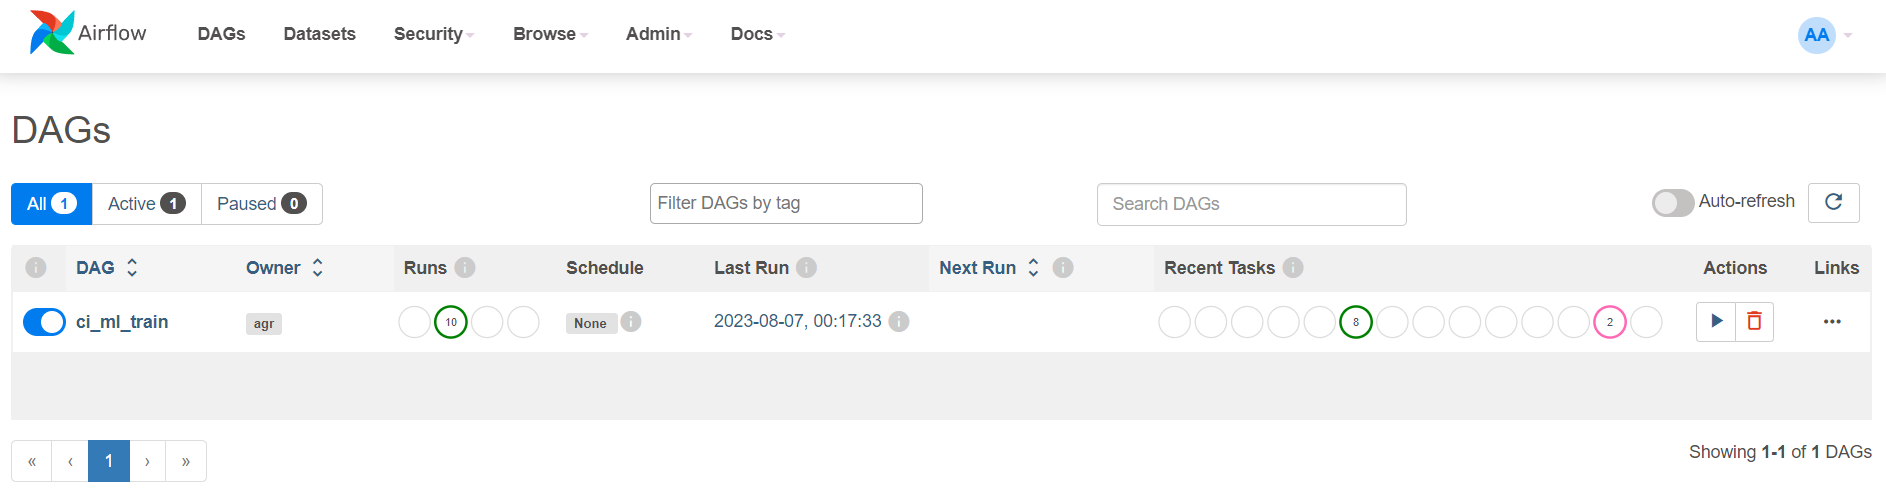 Airflow DAGs Datasets Security Browse Admin Docs AA
DAGs
All 1 Active 1 Paused 0 Filter DAGs by tag Search DAGs Auto-refresh
i DAG Owner Runs i Schedule Last Run i Next Run i Recent Tasks i Actions Links
ci_ml_train agr 10 None i 2023-08-07, 00:17:33 i 8 2 •••
« ‹ 1 › » Showing 1-1 of 1 DAGs